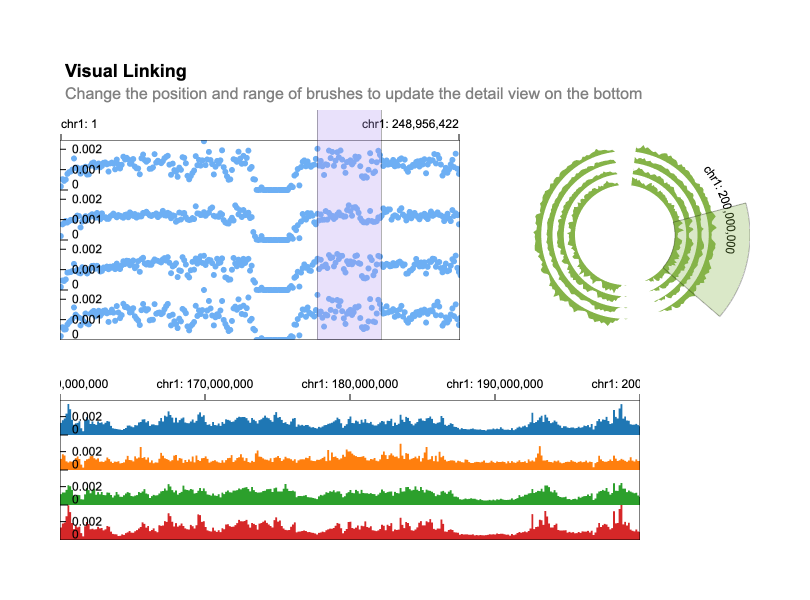 Visual Linking
Change the position and range of brushes to update the detail view on the bottom
chr1: 1
chr1: 248,956,422
0.002
0.001
0
0.002
0.001
0
0.002
0.001
0
0.002
0.001
0
chr1: 200,000,000
0,000,000
chr1: 170,000,000
chr1: 180,000,000
chr1: 190,000,000
chr1: 200
0.002
0
0.002
0
0.002
0
0.002
0